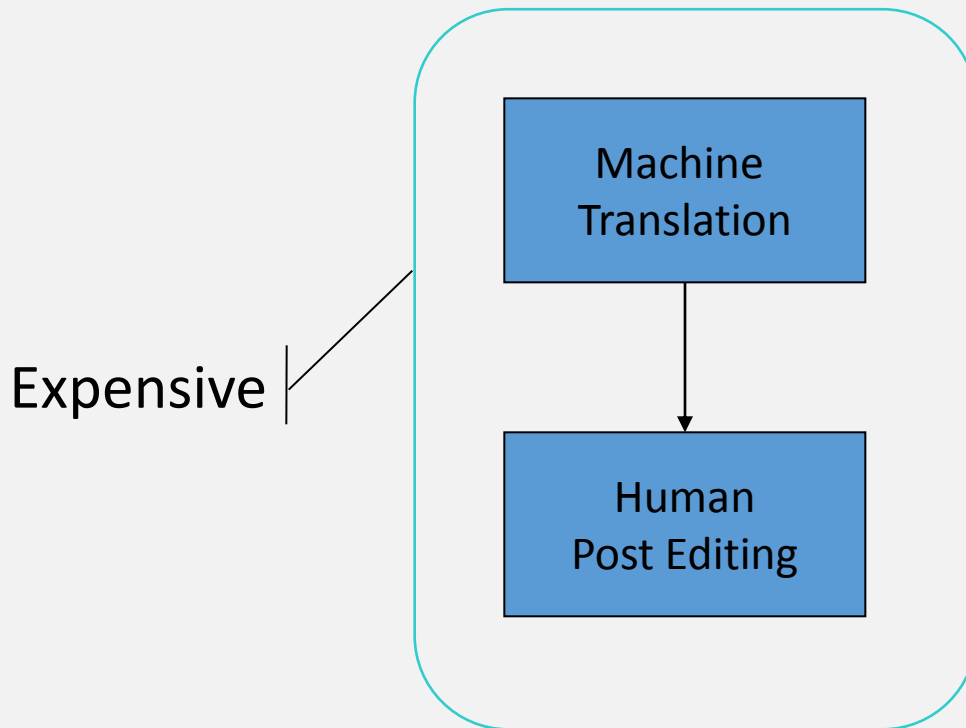 Machine
Translation
Expensive
Human
Post Editing